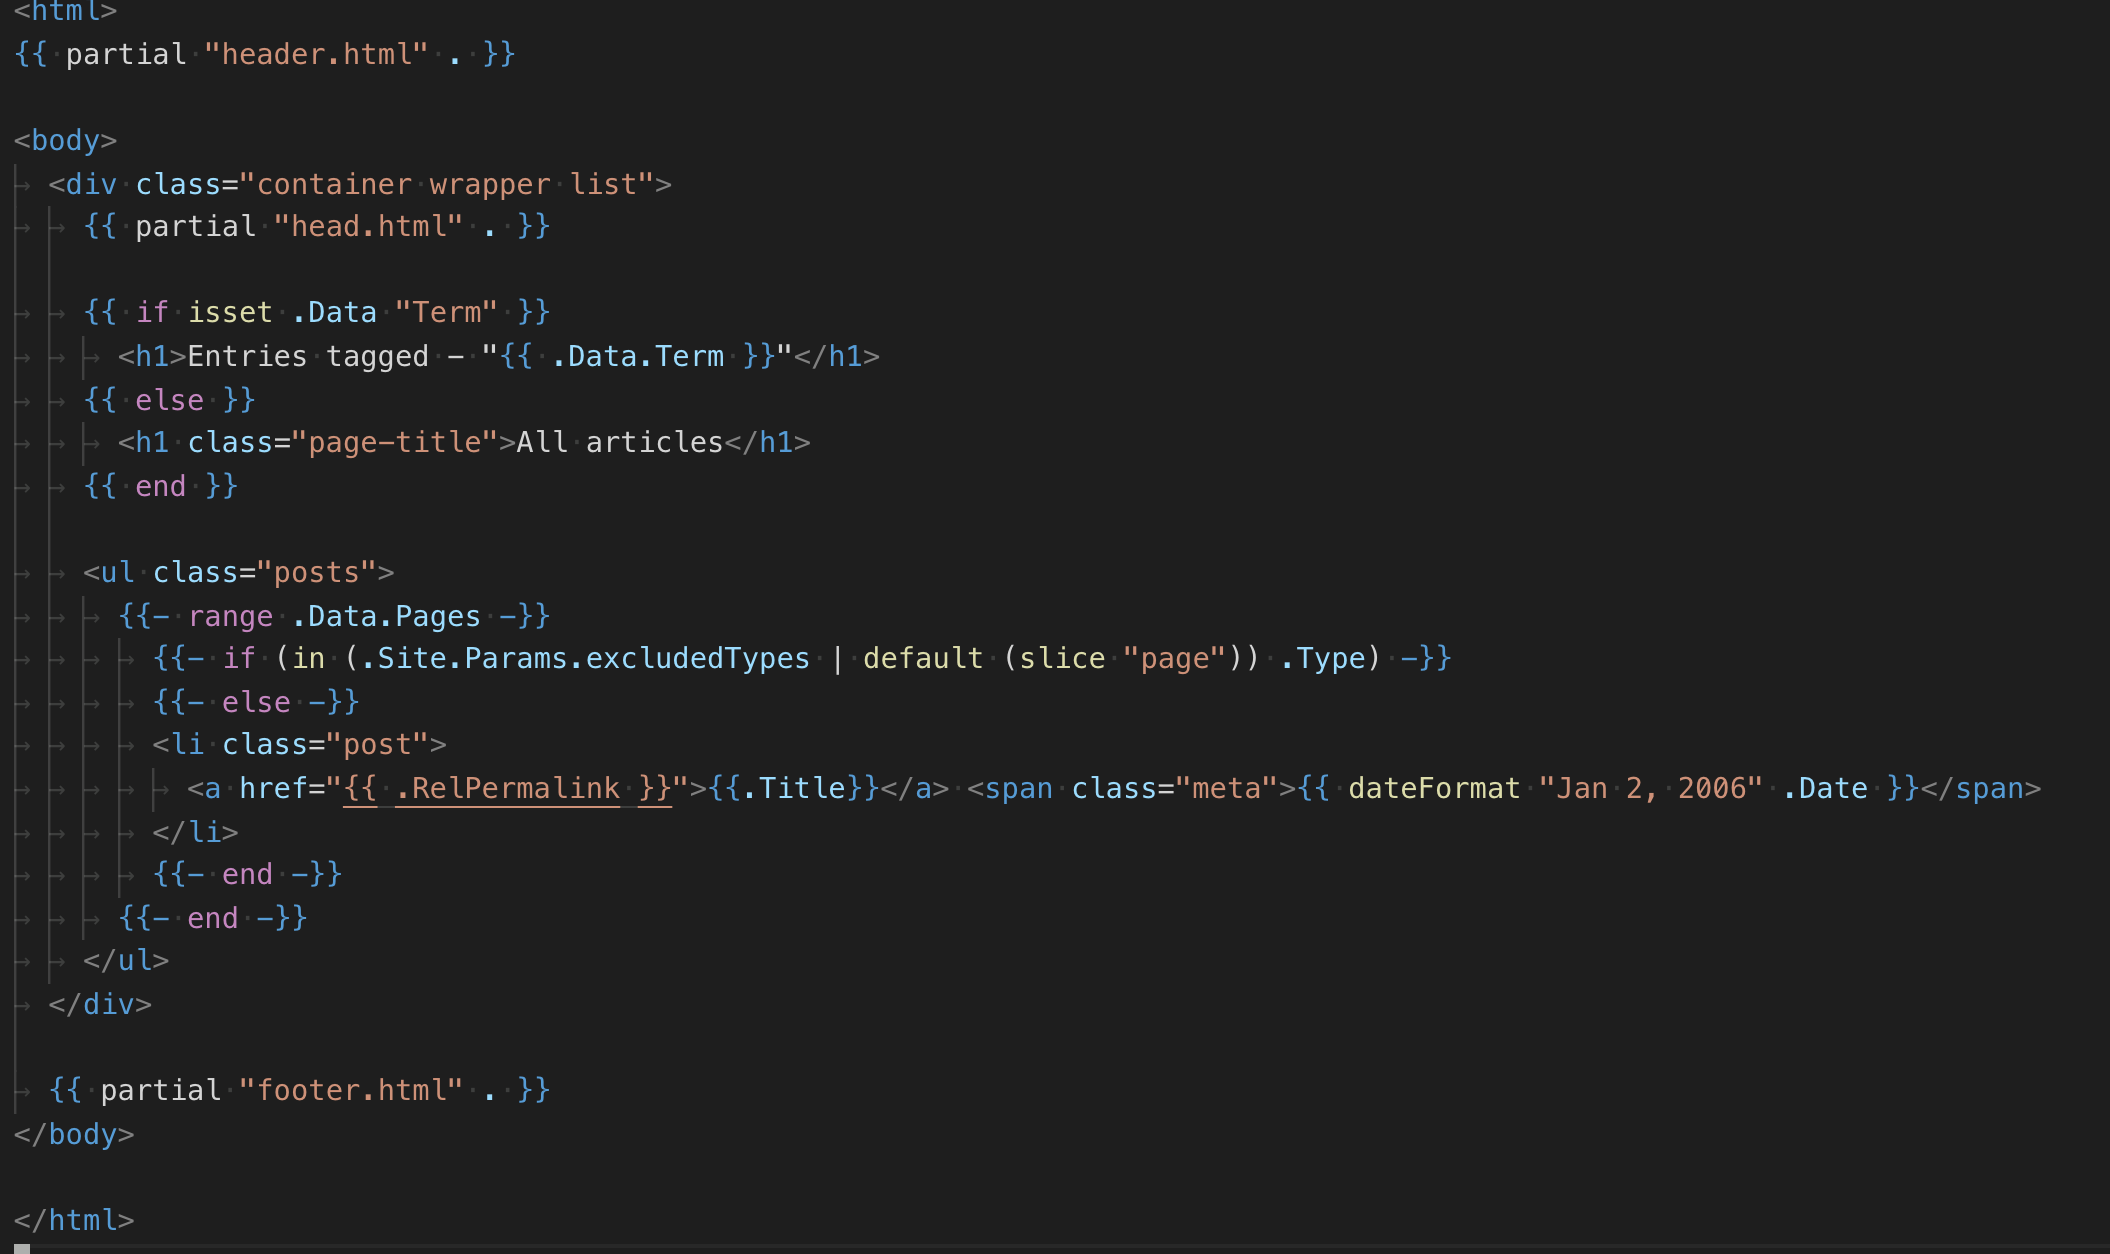 <html>
{{ partial "header.html" . }}
<body>
<div class="container wrapper list">
{{ partial "head.html" . }}
{{ if isset .Data "Term" }}
<h1>Entries tagged - "{{ .Data.Term }}"</h1>
{{ else }}
<h1 class="page-title">All articles</h1>
{{ end }}
<ul class="posts">
{{- range .Data.Pages -}}
{{- if (in (.Site.Params.excludedTypes | default (slice "page")) .Type) -}}
{{- else -}}
<li class="post">
<a href="{{ .RelPermalink }}">{{.Title}}</a> <span class="meta">{{ dateFormat "Jan 2, 2006" .Date }}</span>
</li>
{{- end -}}
{{- end -}}
</ul>
</div>
{{ partial "footer.html" . }}
</body>
</html>